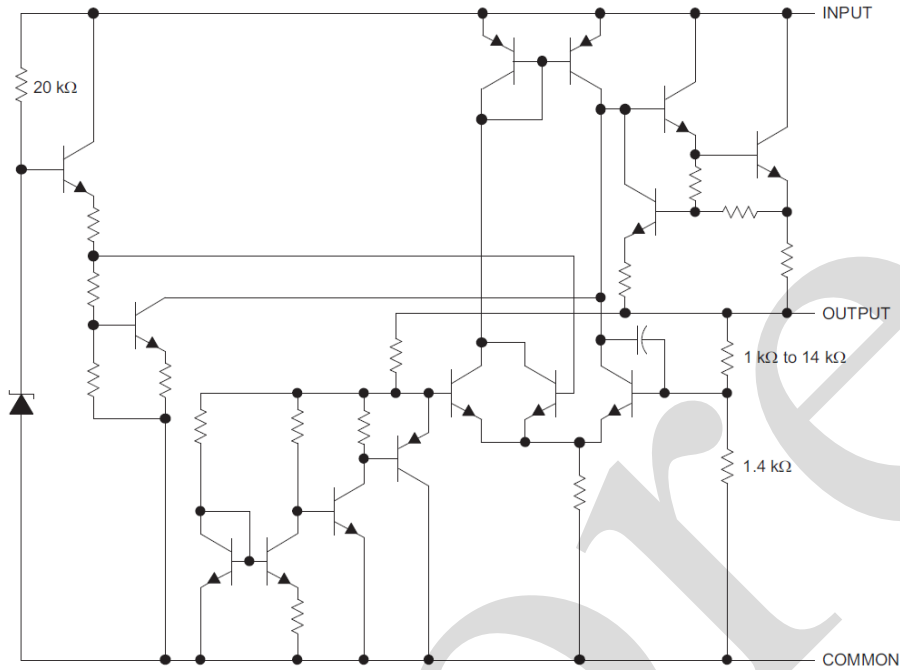 INPUT
20 kΩ
OUTPUT
1 kΩ to 14 kΩ
1.4 kΩ
COMMON